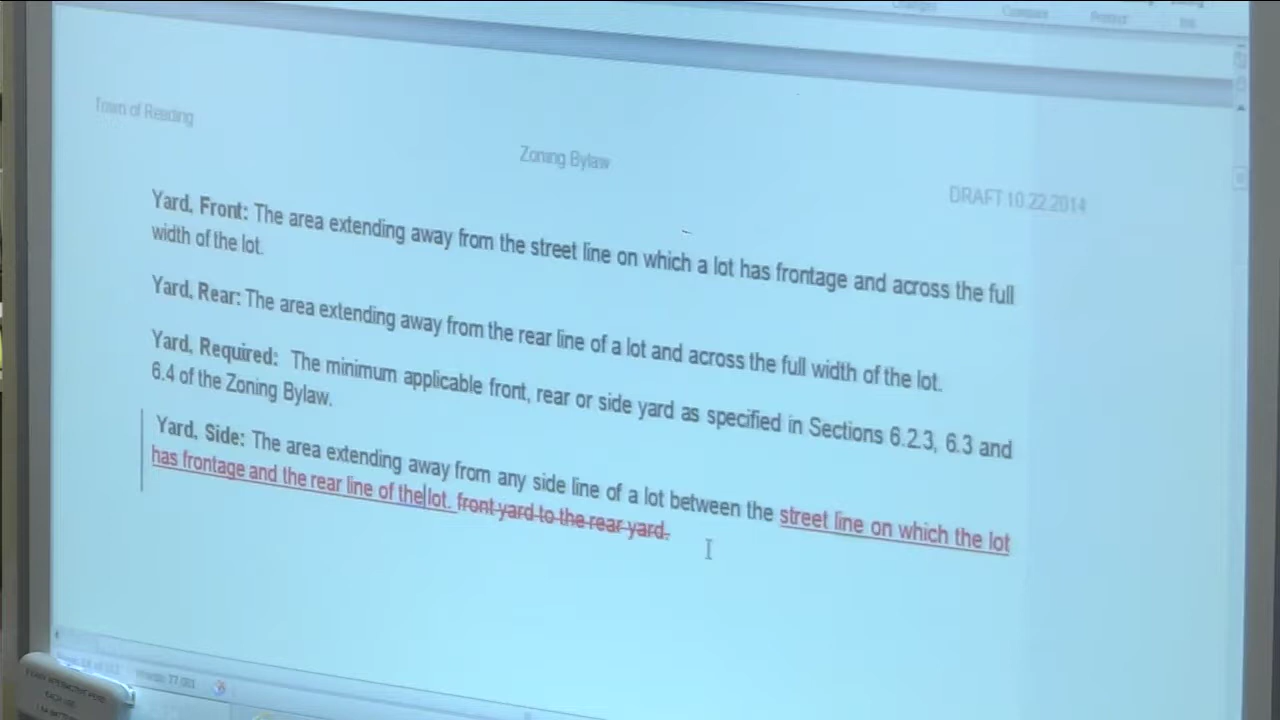 Town of Reading
Zoning Bylaw
DRAFT 10.22.2014
Yard, Front: The area extending away from the street line on which a lot has frontage and across the full
width of the lot.
Yard, Rear: The area extending away from the rear line of a lot and across the full width of the lot.
Yard, Required: The minimum applicable front, rear or side yard as specified in Sections 6.2.3, 6.3 and
6.4 of the Zoning Bylaw.
Yard, Side: The area extending away from any side line of a lot between the street line on which the lot
has frontage and the rear line of the lot. front yard to the rear yard.